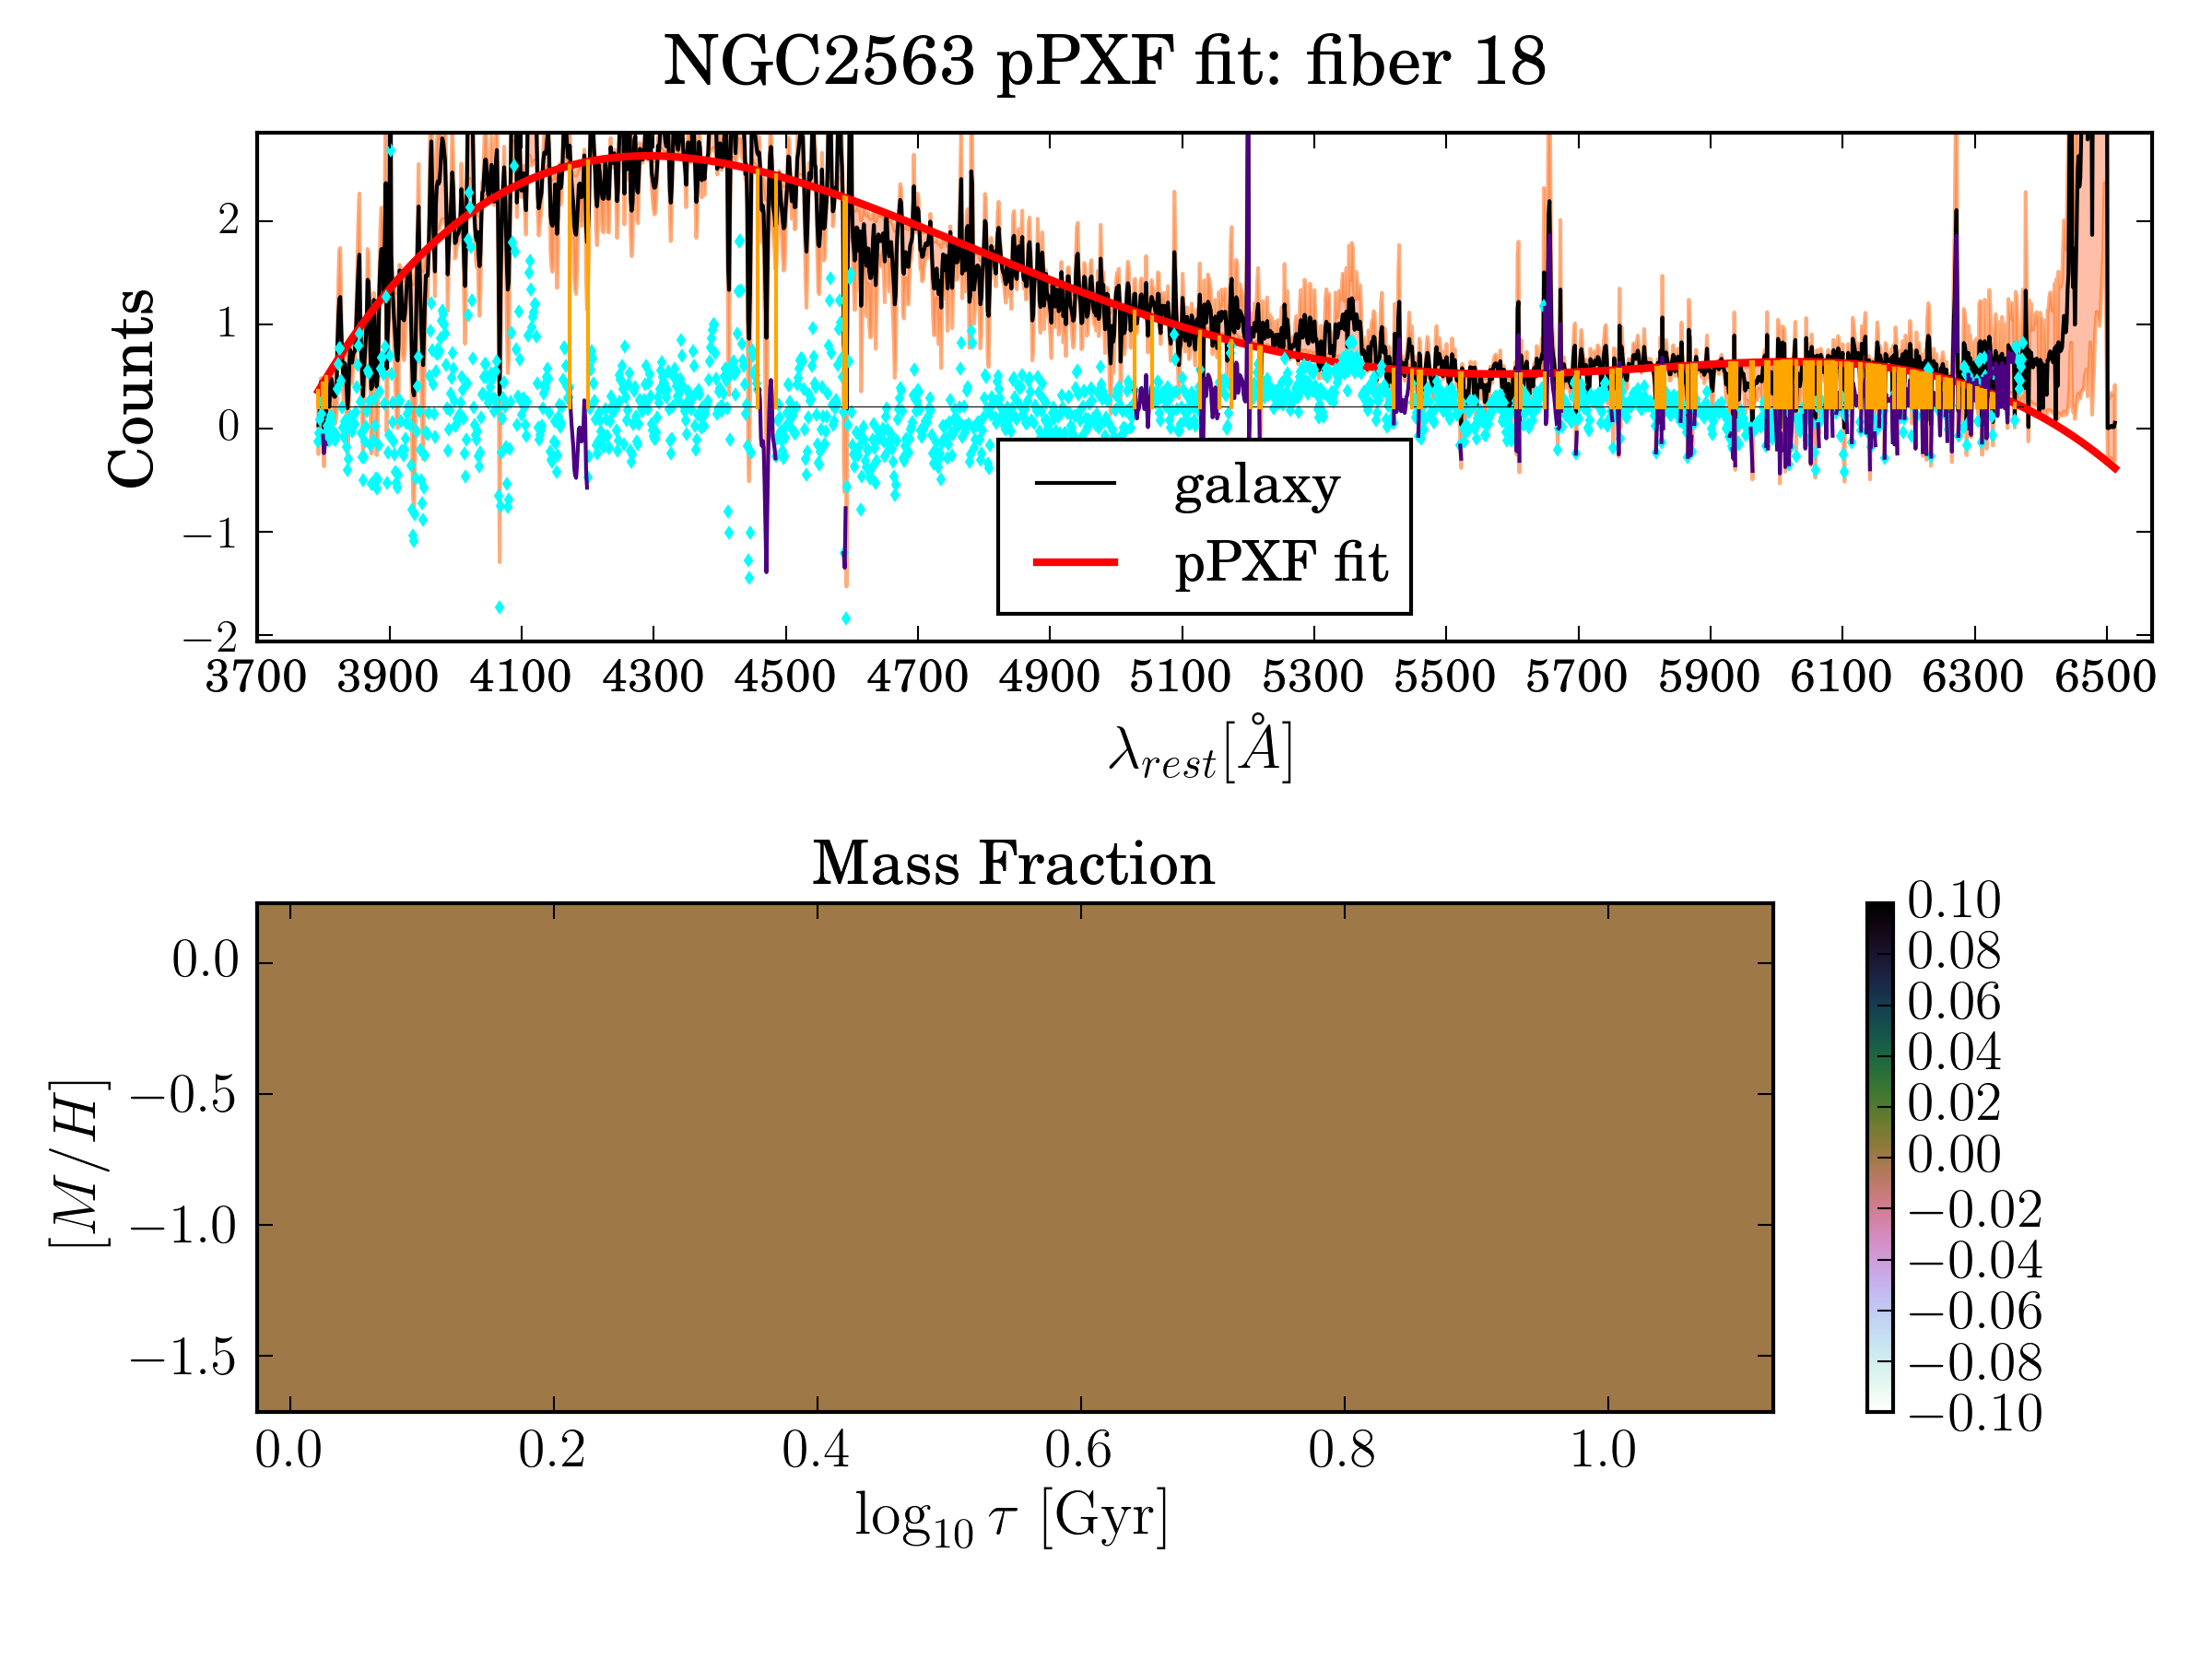 NGC2563 pPXF fit: fiber 18
Counts
2
1
0
−1
−2
galaxy
pPXF fit
3700 3900 4100 4300 4500 4700 4900 5100 5300 5500 5700 5900 6100 6300 6500
λrest[Å]
Mass Fraction
[M/H]
0.0
−0.5
−1.0
−1.5
0.0 0.2 0.4 0.6 0.8 1.0
log10 τ [Gyr]
0.10
0.08
0.06
0.04
0.02
0.00
−0.02
−0.04
−0.06
−0.08
−0.10